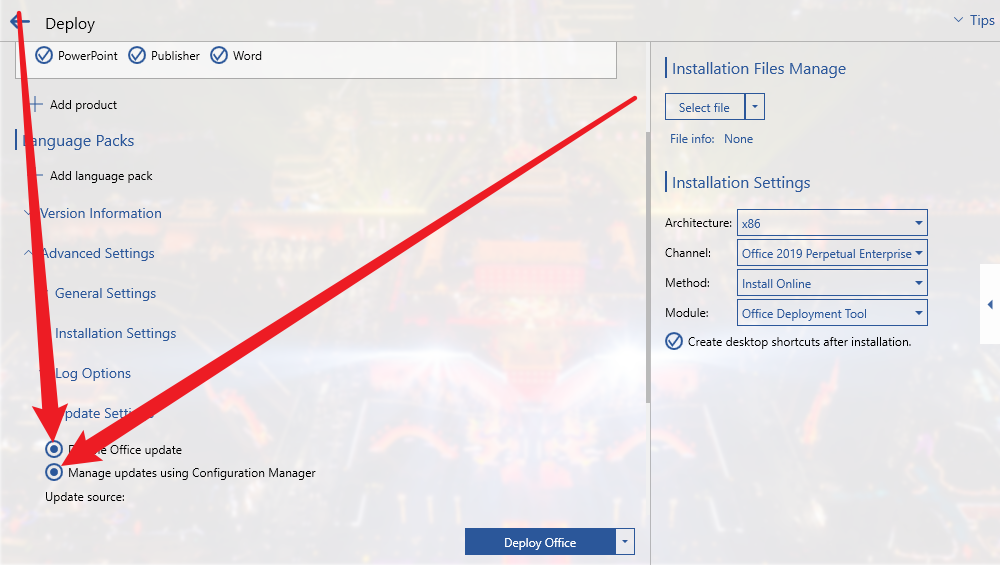 Deploy
Tips
PowerPoint Publisher Word
Add product
Language Packs
Add language pack
Version Information
Advanced Settings
General Settings
Installation Settings
Log Options
Update
Office update
Manage updates using Configuration Manager
Update source:
Deploy Office
Installation Files Manage
Select file
File info: None
Installation Settings
Architecture: x86
Channel: Office 2019 Perpetual Enterprise
Method: Install Online
Module: Office Deployment Tool
Create desktop shortcuts after installation.